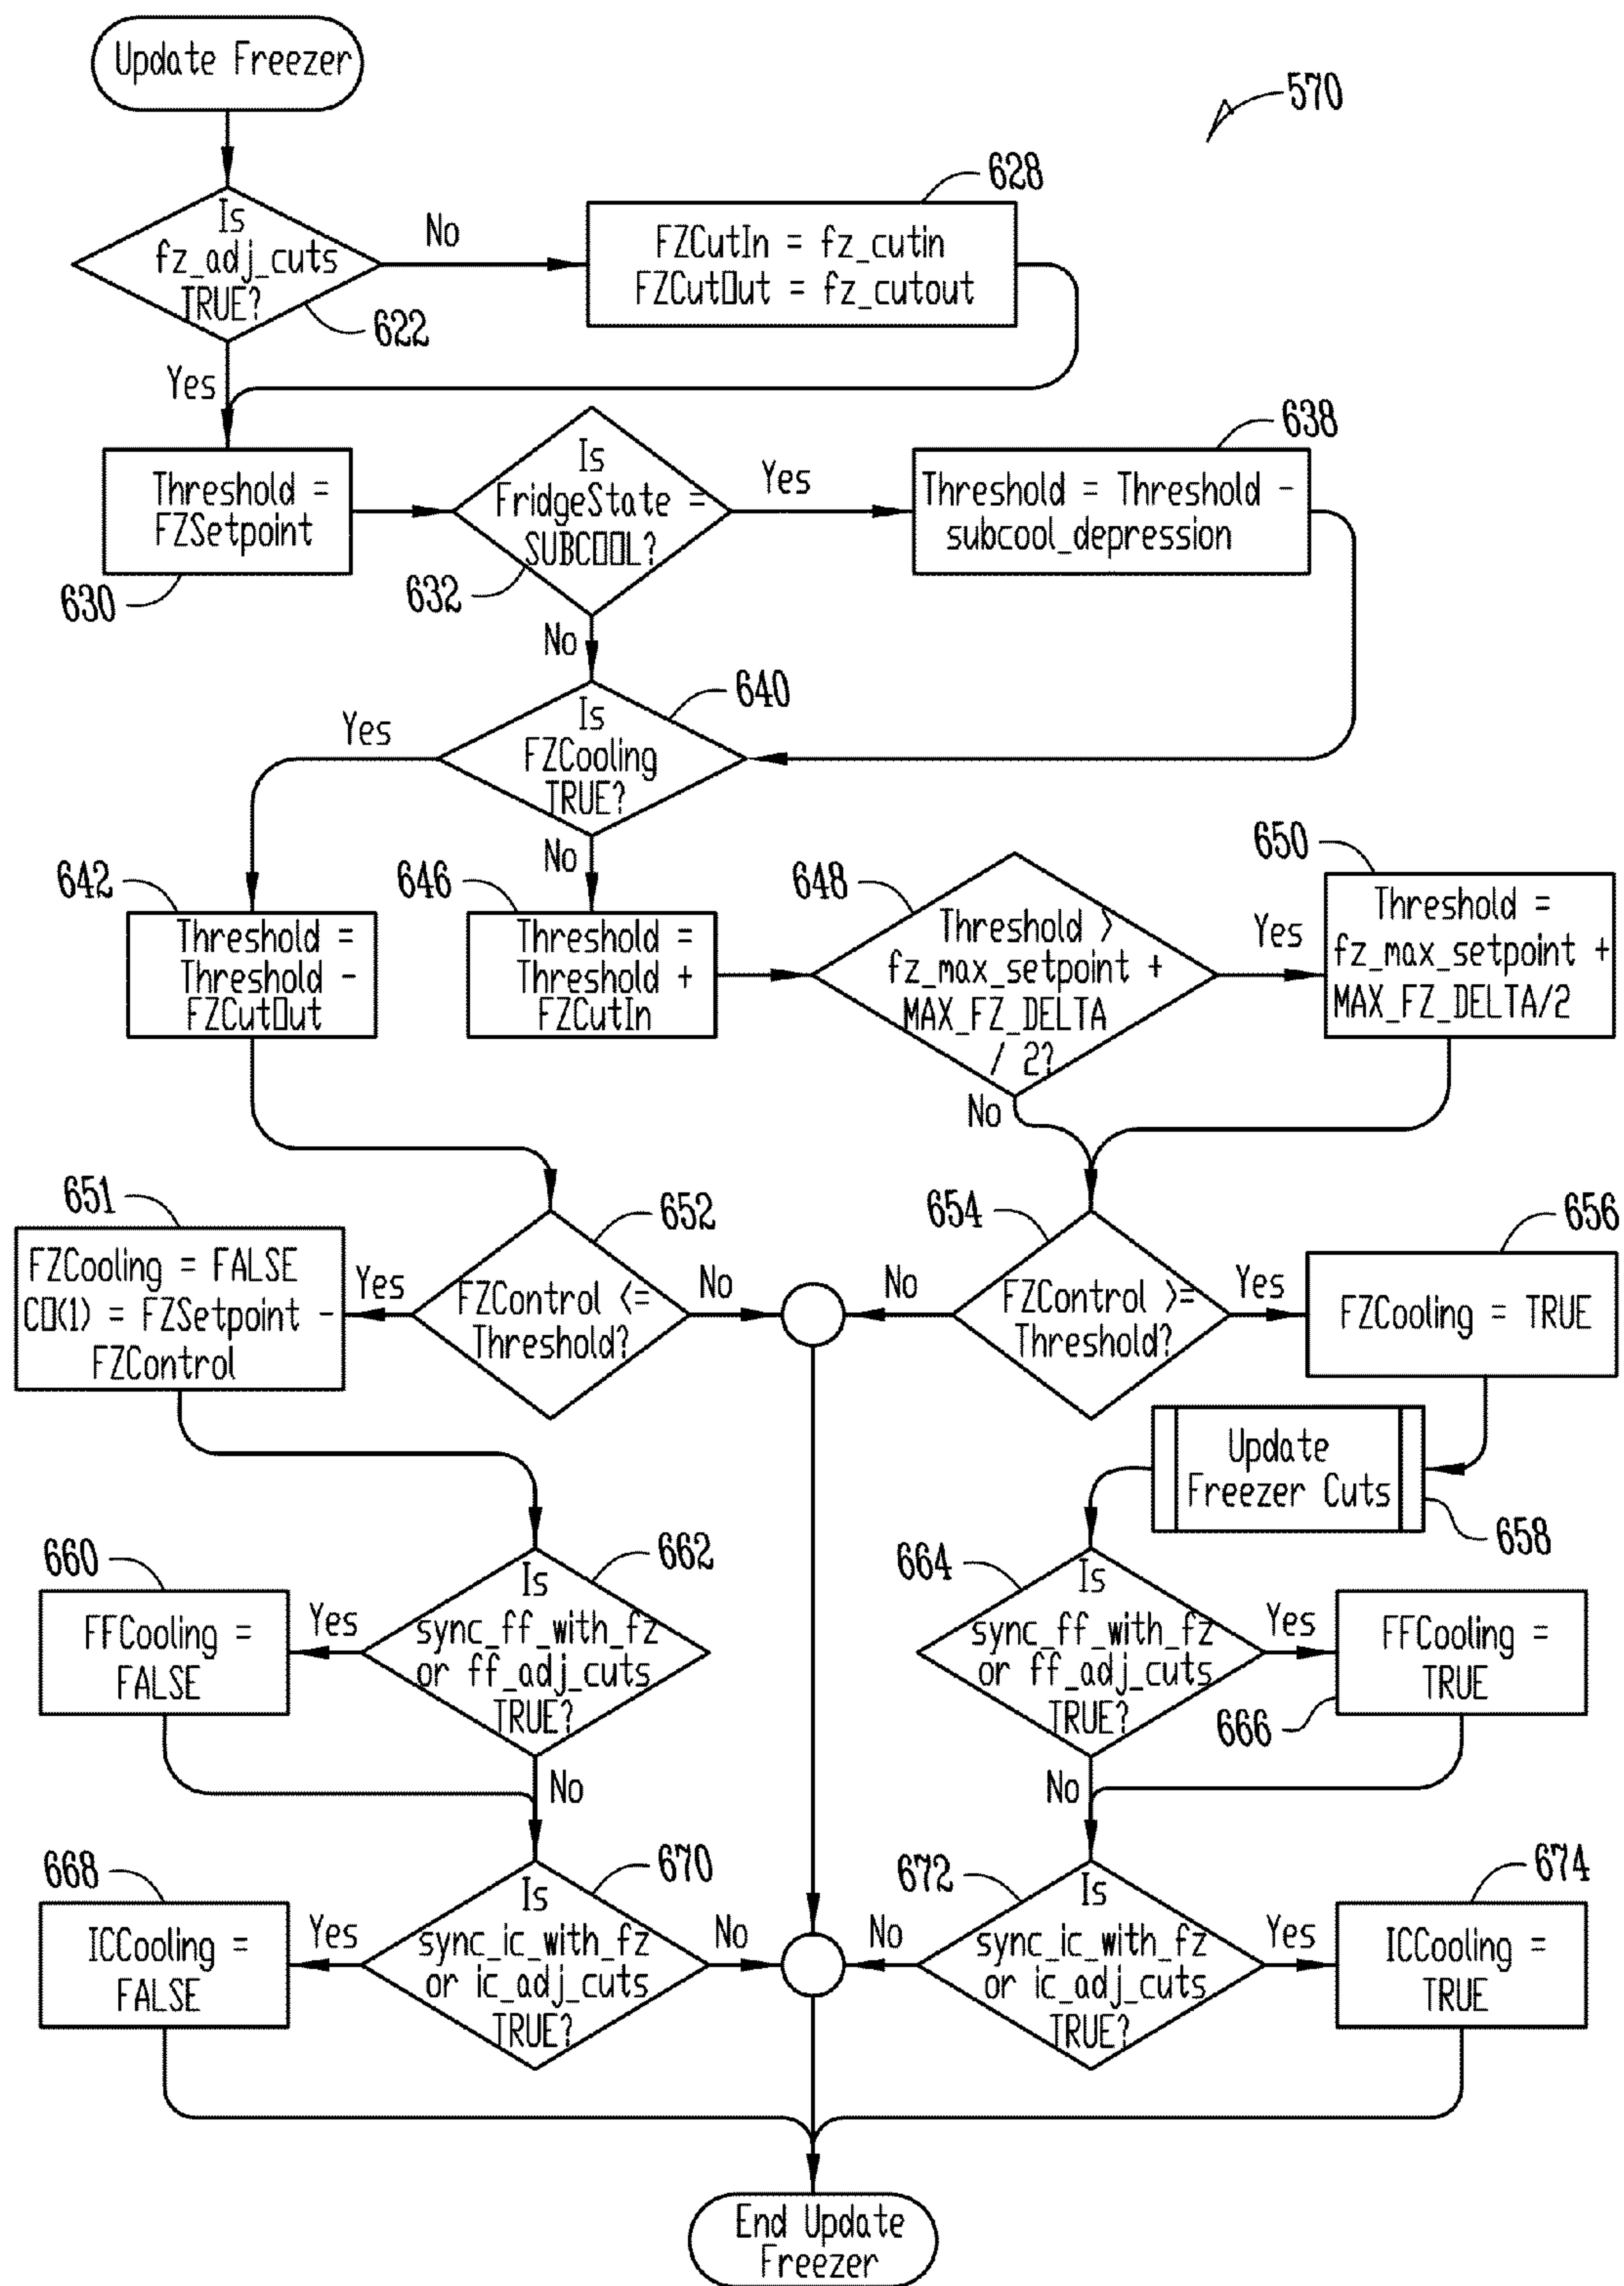 Update Freezer
570
Is
fz_adj_cuts
TRUE?
622
No
Yes
628
FZCutIn = fz_cutin
FZCutOut = fz_cutout
Threshold =
FZSetpoint
630
Is
FridgeState =
SUBCOOL?
632
Yes
No
638
Threshold = Threshold -
subcool_depression
640
Is
FZCooling
TRUE?
Yes
No
642
Threshold =
Threshold -
FZCutOut
646
Threshold =
Threshold +
FZCutIn
648
Threshold >
fz_max_setpoint +
MAX_FZ_DELTA
/ 2?
Yes
No
650
Threshold =
fz_max_setpoint +
MAX_FZ_DELTA/2
651
FZCooling = FALSE
CO(1) = FZSetpoint -
FZControl
Yes
652
FZControl <=
Threshold?
No
654
No
FZControl >=
Threshold?
Yes
656
FZCooling = TRUE
Update
Freezer Cuts
658
660
FFCooling =
FALSE
Yes
662
Is
sync_ff_with_fz
or ff_adj_cuts
TRUE?
No
664
Is
sync_ff_with_fz
or ff_adj_cuts
TRUE?
Yes
No
FFCooling =
TRUE
666
668
ICCooling =
FALSE
Yes
670
Is
sync_ic_with_fz
or ic_adj_cuts
TRUE?
No
672
No
Is
sync_ic_with_fz
or ic_adj_cuts
TRUE?
Yes
674
ICCooling =
TRUE
End Update
Freezer